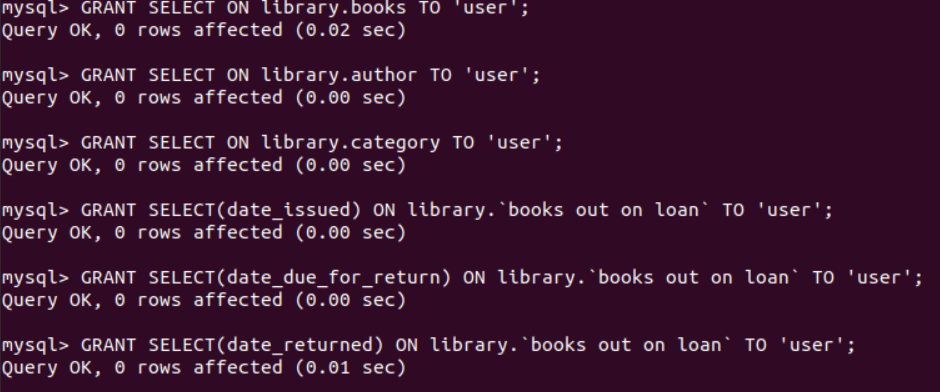 mysql> GRANT SELECT ON library.books TO 'user';
Query OK, 0 rows affected (0.02 sec)
mysql> GRANT SELECT ON library.author TO 'user';
Query OK, 0 rows affected (0.00 sec)
mysql> GRANT SELECT ON library.category TO 'user';
Query OK, 0 rows affected (0.00 sec)
mysql> GRANT SELECT(date_issued) ON library.`books out on loan` TO 'user';
Query OK, 0 rows affected (0.00 sec)
mysql> GRANT SELECT(date_due_for_return) ON library.`books out on loan` TO 'user';
Query OK, 0 rows affected (0.00 sec)
mysql> GRANT SELECT(date_returned) ON library.`books out on loan` TO 'user';
Query OK, 0 rows affected (0.01 sec)